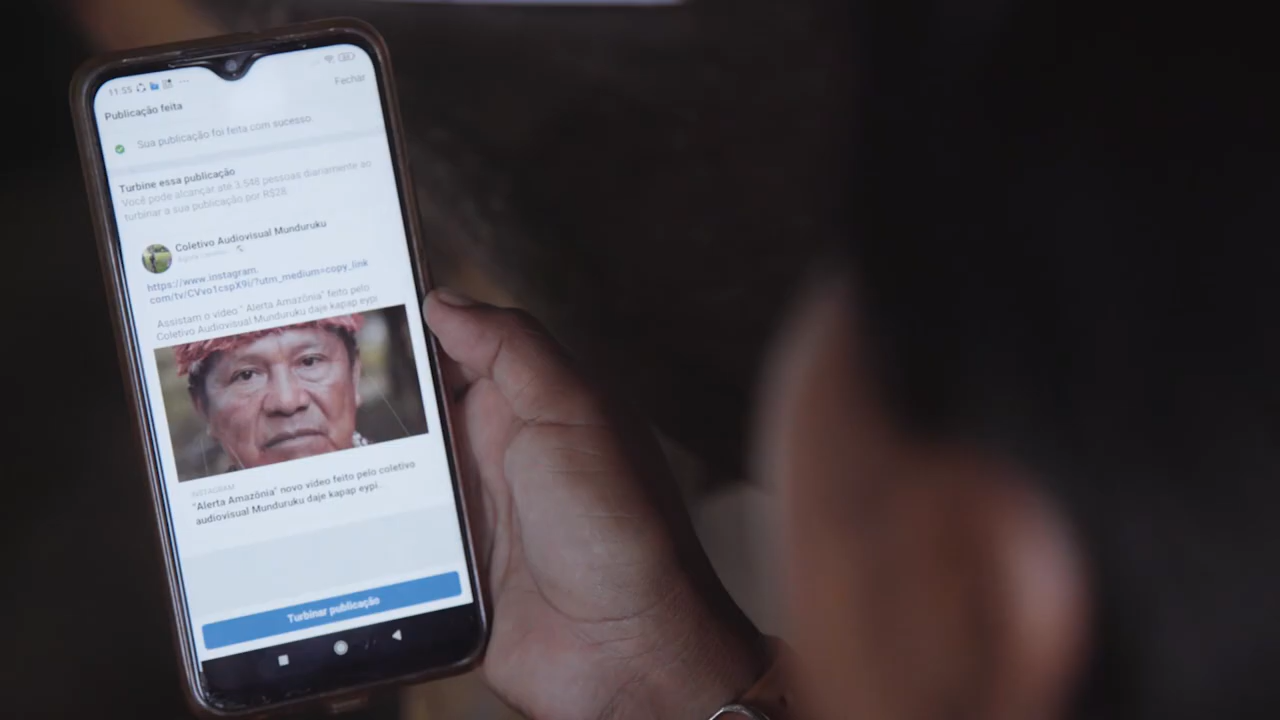 11:55
Fechar
Publicação feita
Sua publicação foi feita com sucesso.
Turbine essa publicação
Você pode alcançar até 3.548 pessoas diariamente ao
turbinar a sua publicação por R$28.
Coletivo Audiovisual Munduruku
https://www.instagram.
com/tv/CVvo1cspX9i/?utm_medium=copy_link
Assistam o vídeo " Alerta Amazônia" feito pelo
Coletivo Audiovisual Munduruku daje kapap eypi
INSTAGRAM
"Alerta Amazônia" novo vídeo feito pelo coletivo
audiovisual Munduruku daje kapap eypi...
Turbinar publicação